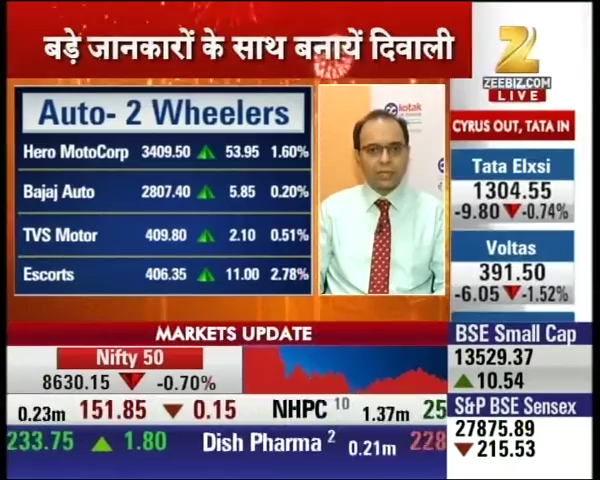 बड़े जानकारों के साथ बनायें दिवाली
Z
ZEEBIZ.COM
LIVE
Auto- 2 Wheelers
Hero MotoCorp 3409.50 53.95 1.60%
Bajaj Auto 2807.40 5.85 0.20%
TVS Motor 409.80 2.10 0.51%
Escorts 406.35 11.00 2.78%
kotak
CYRUS OUT, TATA IN
Tata Elxsi
1304.55
-9.80 -0.74%
Voltas
391.50
-6.05 -1.52%
MARKETS UPDATE
Nifty 50
8630.15 -0.70%
BSE Small Cap
13529.37
10.54
S&P BSE Sensex
27875.89
215.53
0.23m 151.85 0.15 NHPC 10 1.37m 25
233.75 1.80 Dish Pharma 2 0.21m 228